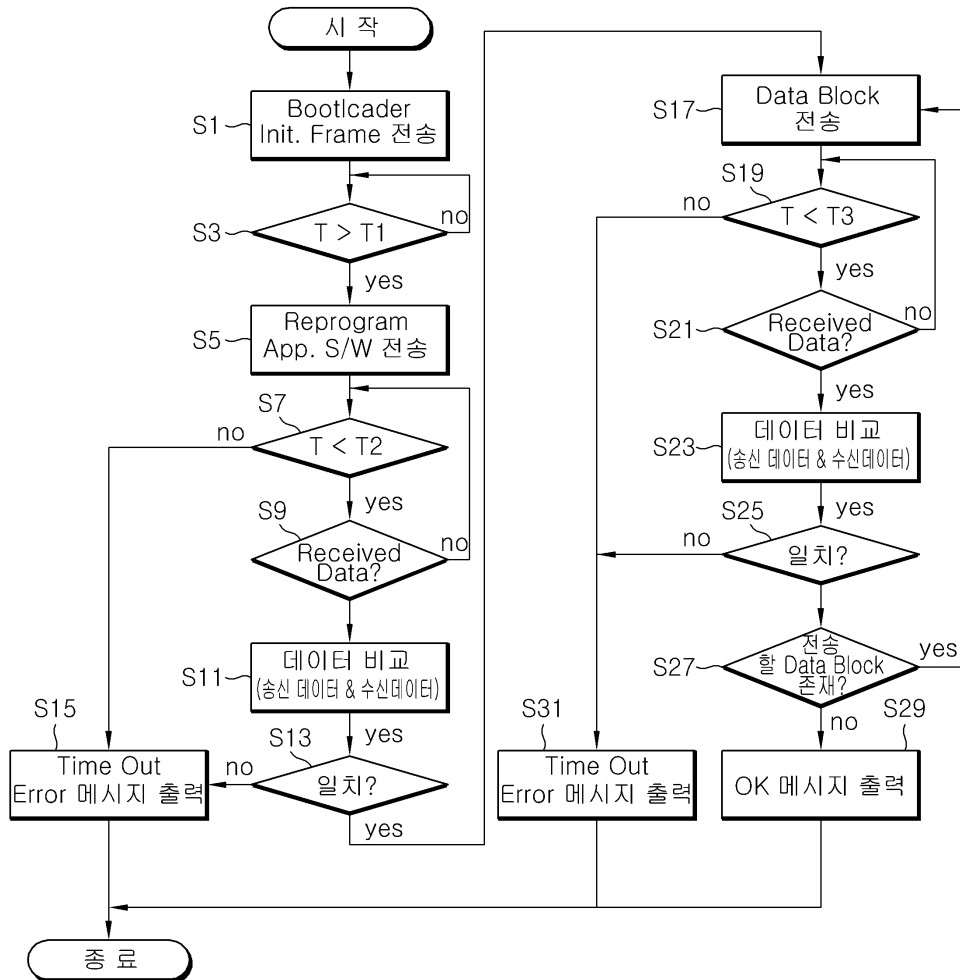 시 작
S1
Bootlcader
Init. Frame 전송
S3
T > T1
no
yes
S5
Reprogram
App. S/W 전송
S7
no
T < T2
yes
S9
Received
Data?
no
S11
데이터 비교
(송신 데이터 & 수신데이터)
yes
S13
일치?
no
yes
S15
Time Out
Error 메시지 출력
S17
Data Block
전송
S19
no
T < T3
yes
S21
Received
Data?
no
yes
S23
데이터 비교
(송신 데이터 & 수신데이터)
yes
S25
no
일치?
S27
전송
할 Data Block
존재?
yes
no
S31
Time Out
Error 메시지 출력
S29
OK 메시지 출력
종 료